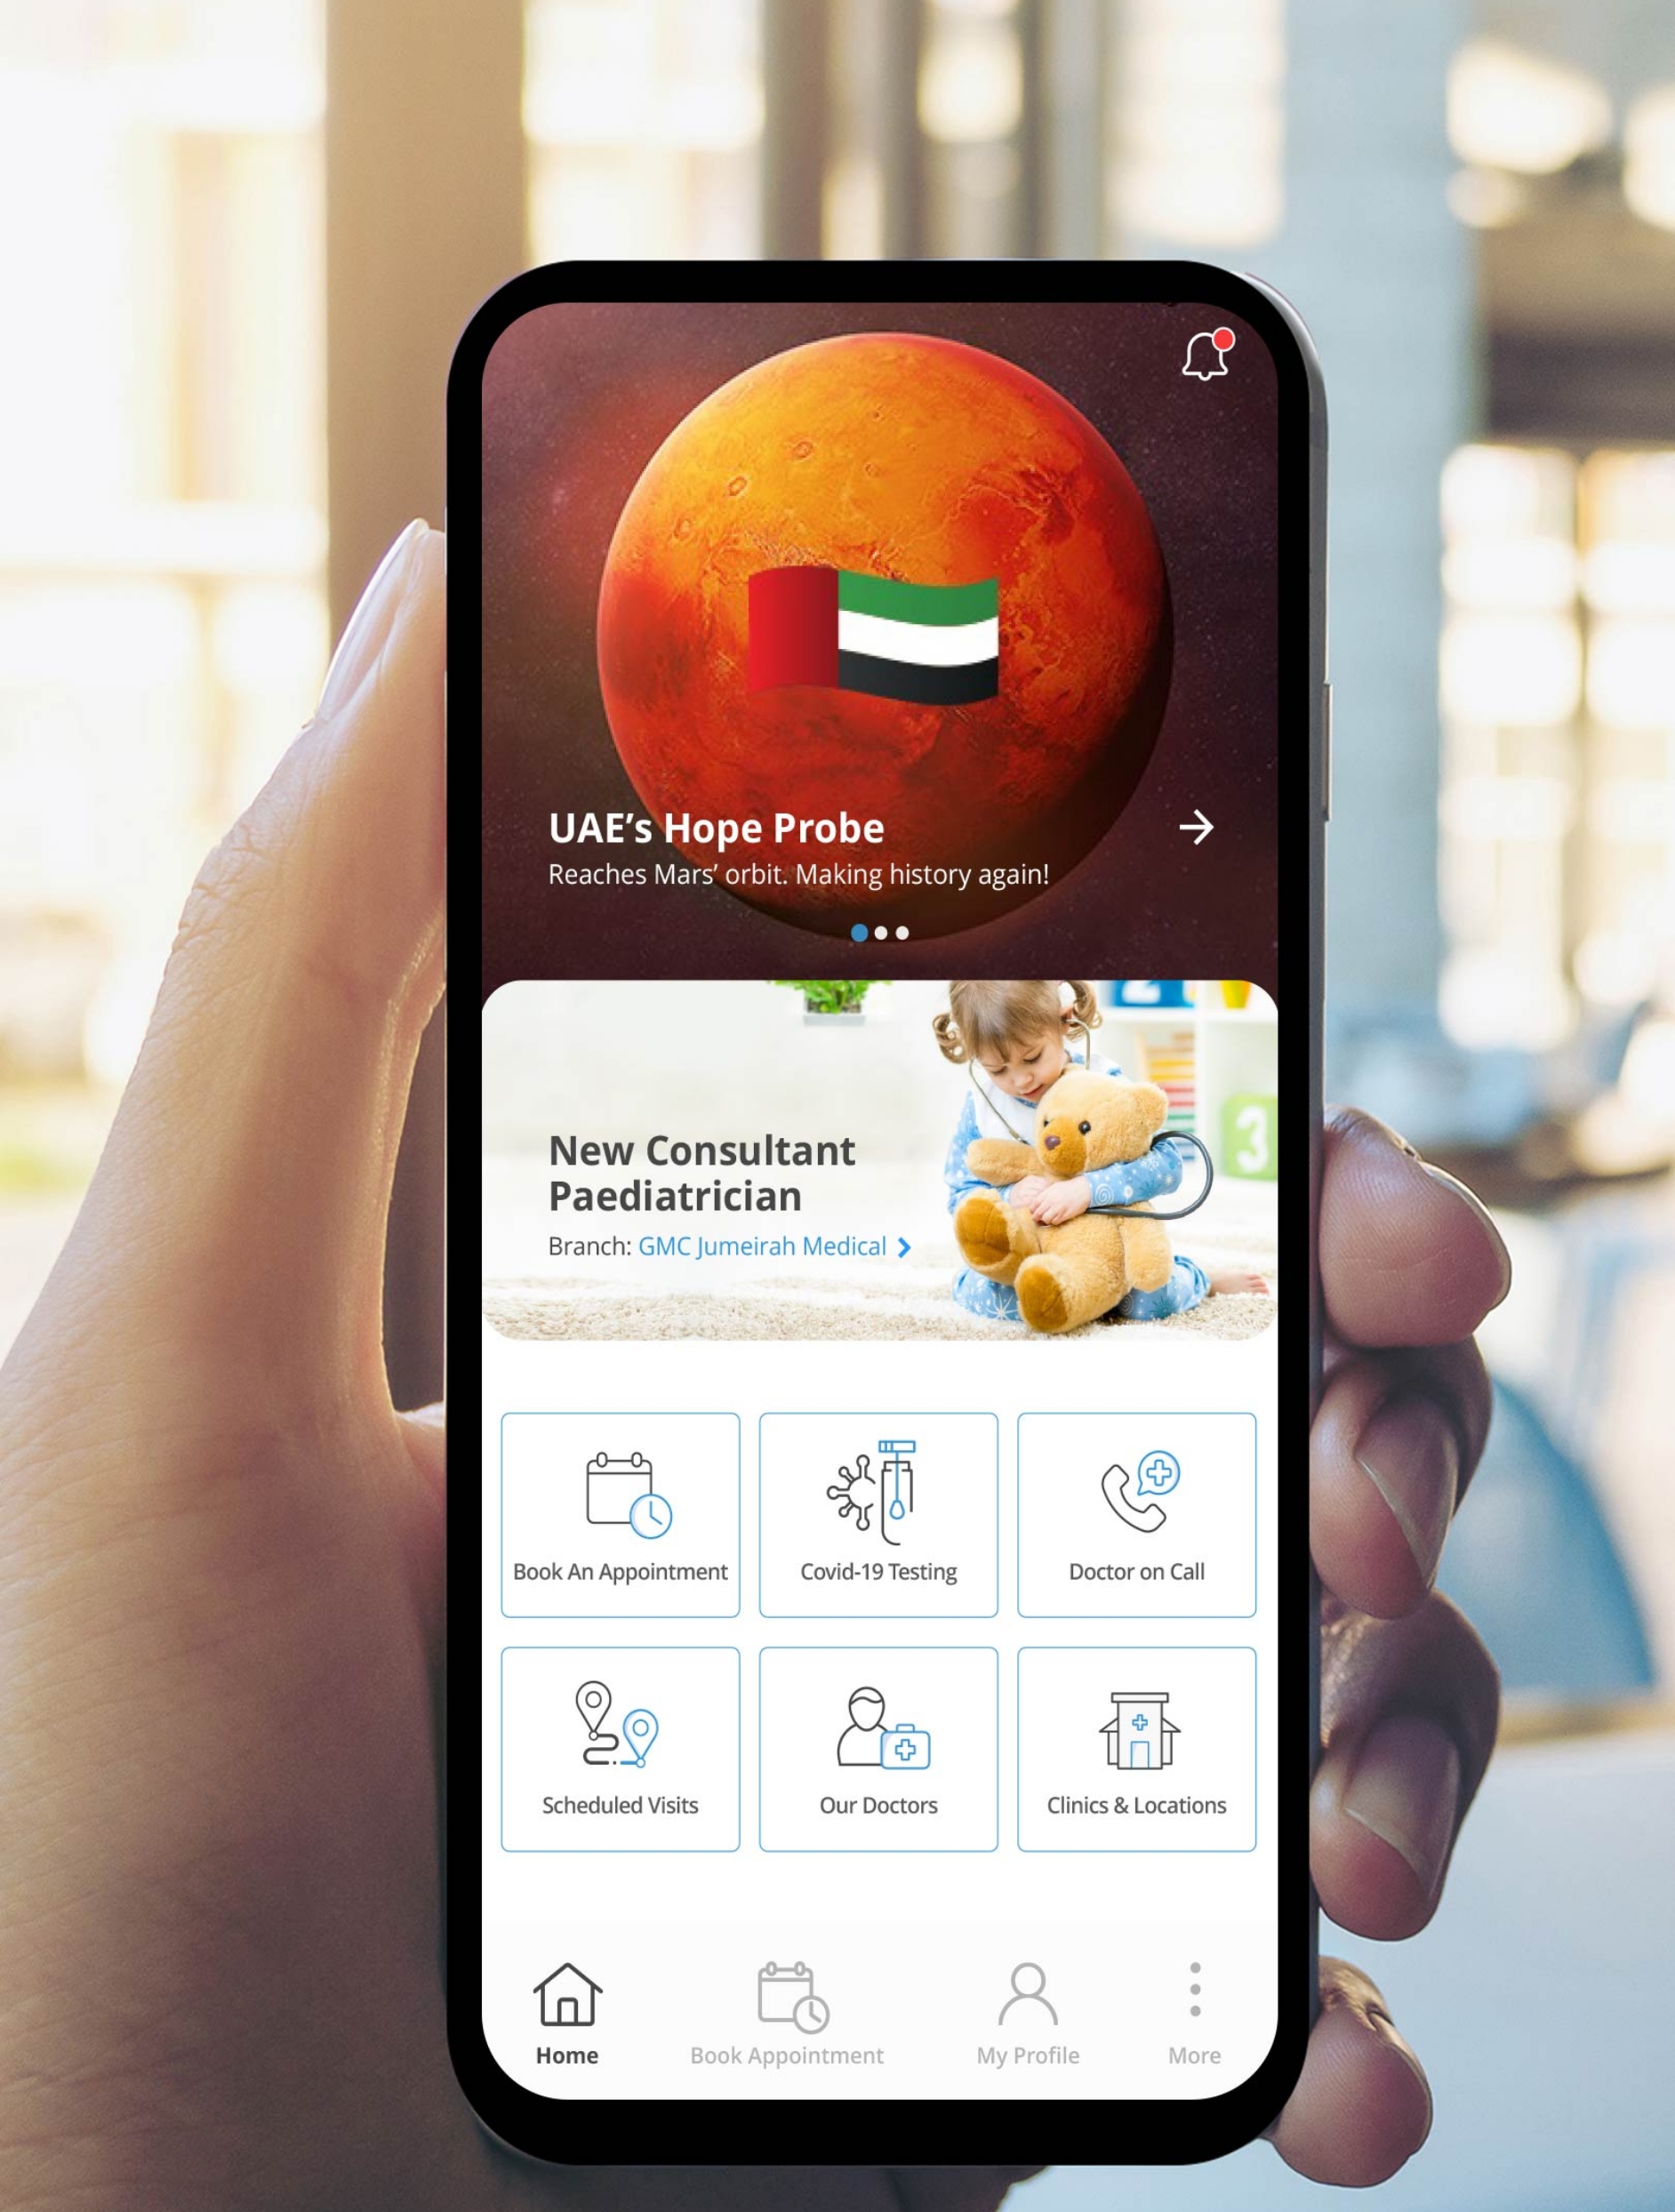 UAE’s Hope Probe
Reaches Mars’ orbit. Making history again!
New Consultant
Paediatrician
Branch: GMC Jumeirah Medical
3
Book An Appointment
Covid-19 Testing
Doctor on Call
Scheduled Visits
Our Doctors
Clinics & Locations
Home
Book Appointment
My Profile
More